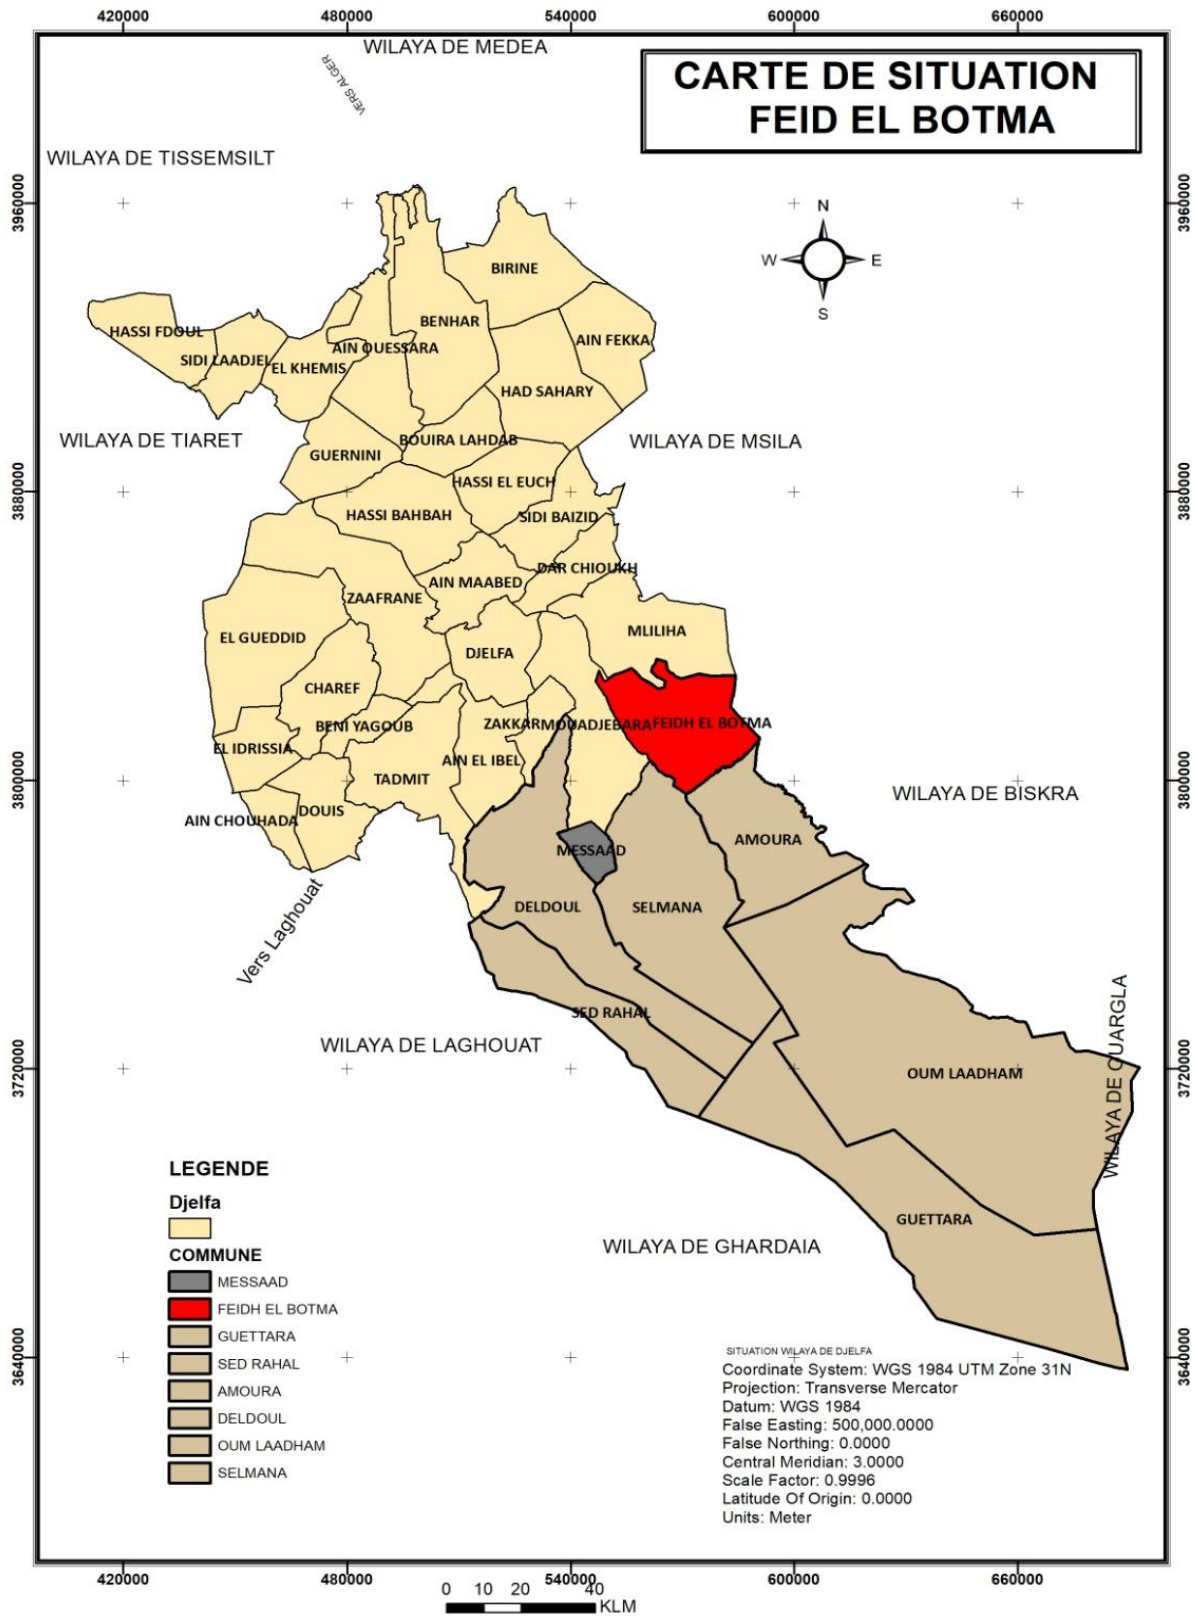 420000 480000 540000 600000 660000
WILAYA DE MEDEA
VERS ALGER
CARTE DE SITUATION
FEID EL BOTMA
WILAYA DE TISSEMSILT
3960000 3960000
N
W E
S
BIRINE
HASSI FDOUL
BENHAR
AIN FEKKA
SIDI LAADJEL
AIN OUESSARA
EL KHEMIS
HAD SAHARY
WILAYA DE TIARET
BOUIRA LAHDAB
WILAYA DE MSILA
GUERNINI
HASSI EL EUCH
3880000 3880000
HASSI BAHBAH
SIDI BAIZID
DAR CHIOUKH
AIN MAABED
ZAAFRANE
EL GUEDDID
MLILIHA
DJELFA
CHAREF
BENI YAGOUB
ZAKKAR
MOUADJEBARA
FEIDH EL BOTMA
EL IDRISSIA
AIN EL IBEL
TADMIT
3800000 3800000
WILAYA DE BISKRA
DOUIS
AIN CHOUHADA
AMOURA
MESSAAD
DELDOUL
SELMANA
Vers Laghouat
SED RAHAL
WILAYA DE LAGHOUAT
WILAYA DE OUARGLA
3720000 3720000
OUM LAADHAM
GUETTARA
WILAYA DE GHARDAIA
LEGENDE
Djelfa
COMMUNE
MESSAAD
FEIDH EL BOTMA
GUETTARA
SED RAHAL
AMOURA
DELDOUL
OUM LAADHAM
SELMANA
3640000 3640000
SITUATION WILAYA DE DJELFA
Coordinate System: WGS 1984 UTM Zone 31N
Projection: Transverse Mercator
Datum: WGS 1984
False Easting: 500,000.0000
False Northing: 0.0000
Central Meridian: 3.0000
Scale Factor: 0.9996
Latitude Of Origin: 0.0000
Units: Meter
420000 480000 540000 600000 660000
0 10 20 40
KLM